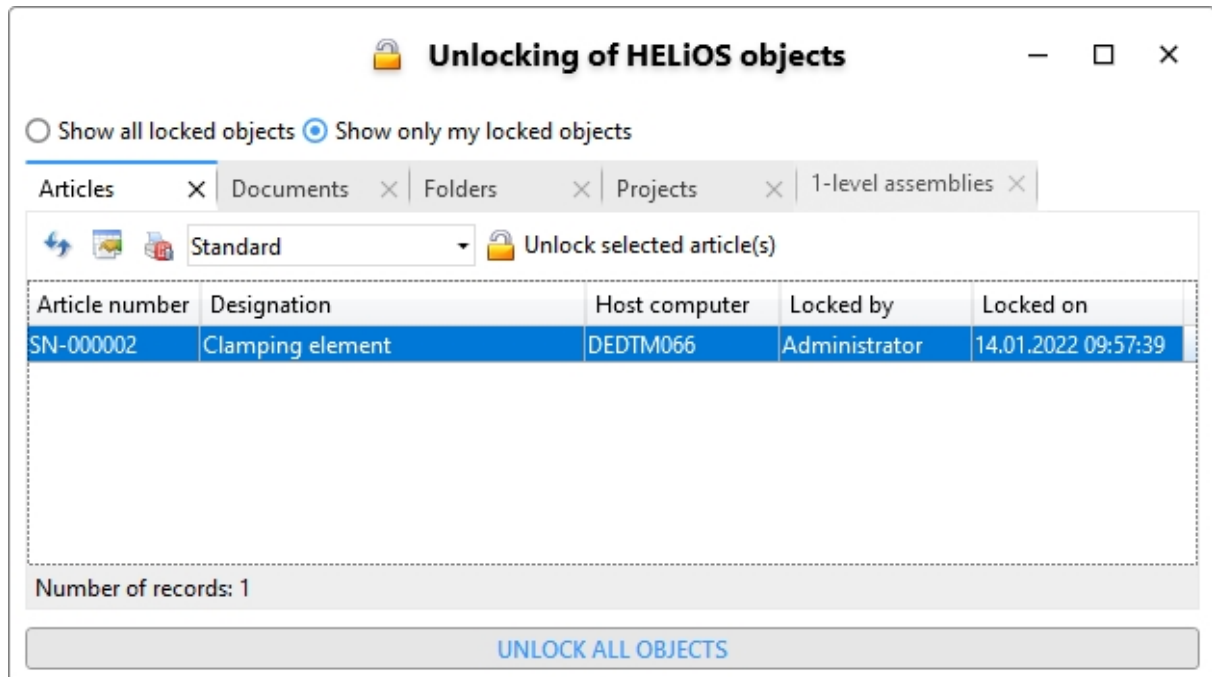 Unlocking of HELiOS objects
Show all locked objects Show only my locked objects
Articles Documents Folders Projects 1-level assemblies
Standard Unlock selected article(s)
Article number Designation Host computer Locked by Locked on
SN-000002 Clamping element DEDTM066 Administrator 14.01.2022 09:57:39
Number of records: 1
UNLOCK ALL OBJECTS